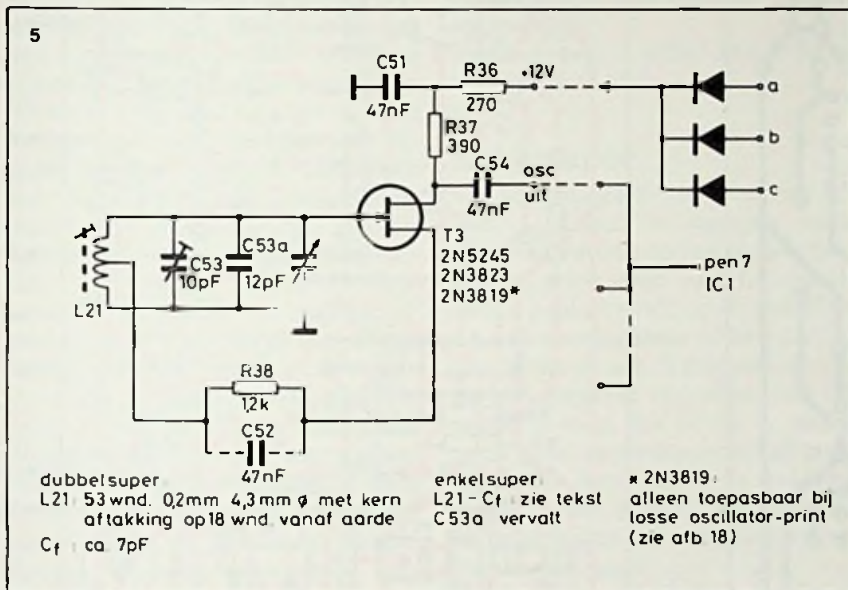 5
C51
47nF
R36
270
+12V
a
b
c
R37
390
C54
47nF
osc
uit
T3
2N5245
2N3823
2N3819*
pen 7
IC1
C53
10pF
C53a
12pF
L21
R38
1,2k
C52
47nF
dubbelsuper
L21 : 53 wnd. 0,2mm 4,3mm ø met kern
aftakking op 18 wnd. vanaf aarde
Cf : ca. 7pF
enkelsuper
L21 - Cf : zie tekst
C53a vervalt
* 2N3819:
alleen toepasbaar bij
losse oscillator-print
(zie afb 18)